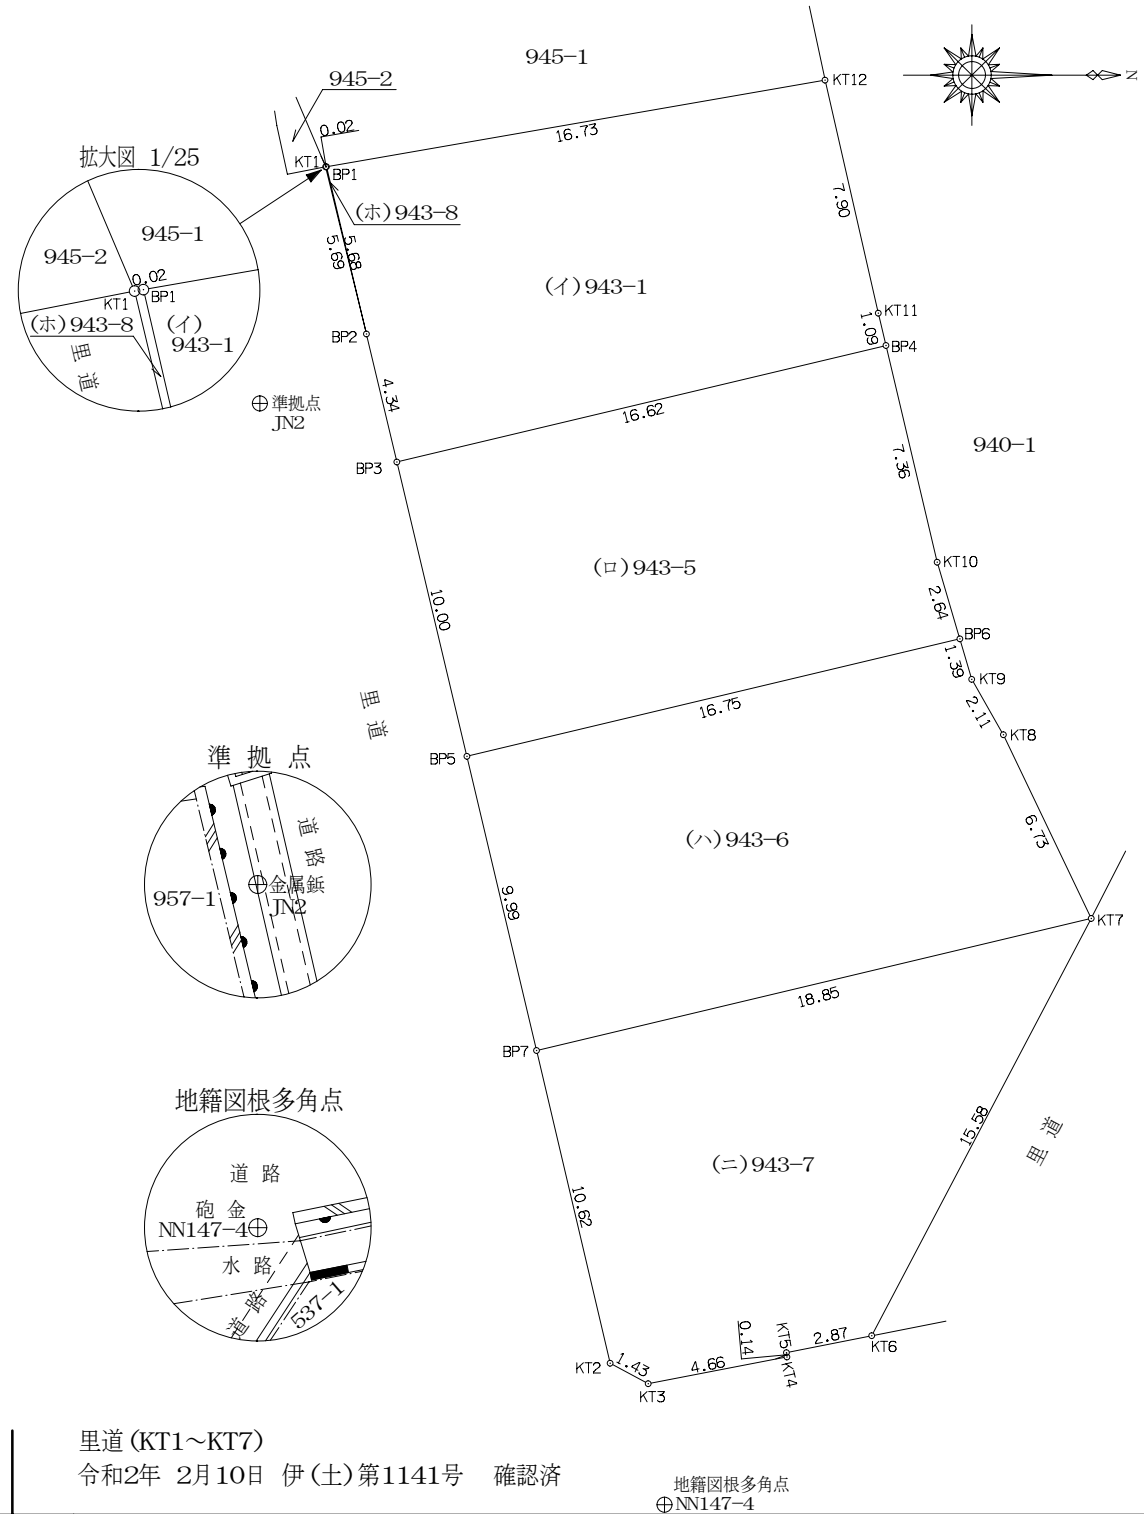 945-1
945-2
KT12
N
0.02
16.73
拡大図 1/25
KT1
BP1
(ホ)943-8
7.90
945-1
945-2
5.69
5.68
0.02
(イ)943-1
KT1
BP1
KT11
(ホ)943-8
(イ)
943-1
1.09
BP2
BP4
里道
4.34
準拠点
JN2
16.62
940-1
BP3
7.36
KT10
(ロ)943-5
10.00
2.64
BP6
1.39
KT9
里道
16.75
2.11
KT8
準 拠 点
BP5
道路
6.73
(ハ)943-6
957-1
金属鋲
JN2
9.99
KT7
18.85
BP7
地籍図根多角点
15.58
里道
道 路
(ニ)943-7
砲 金
NN147-4
10.62
水 路
537-1
道路
0.14
KT5
2.87
KT6
KT2
1.43
4.66
KT4
KT3
里道(KT1～KT7)
令和2年 2月10日 伊(土)第1141号 確認済
地籍図根多角点
NN147-4